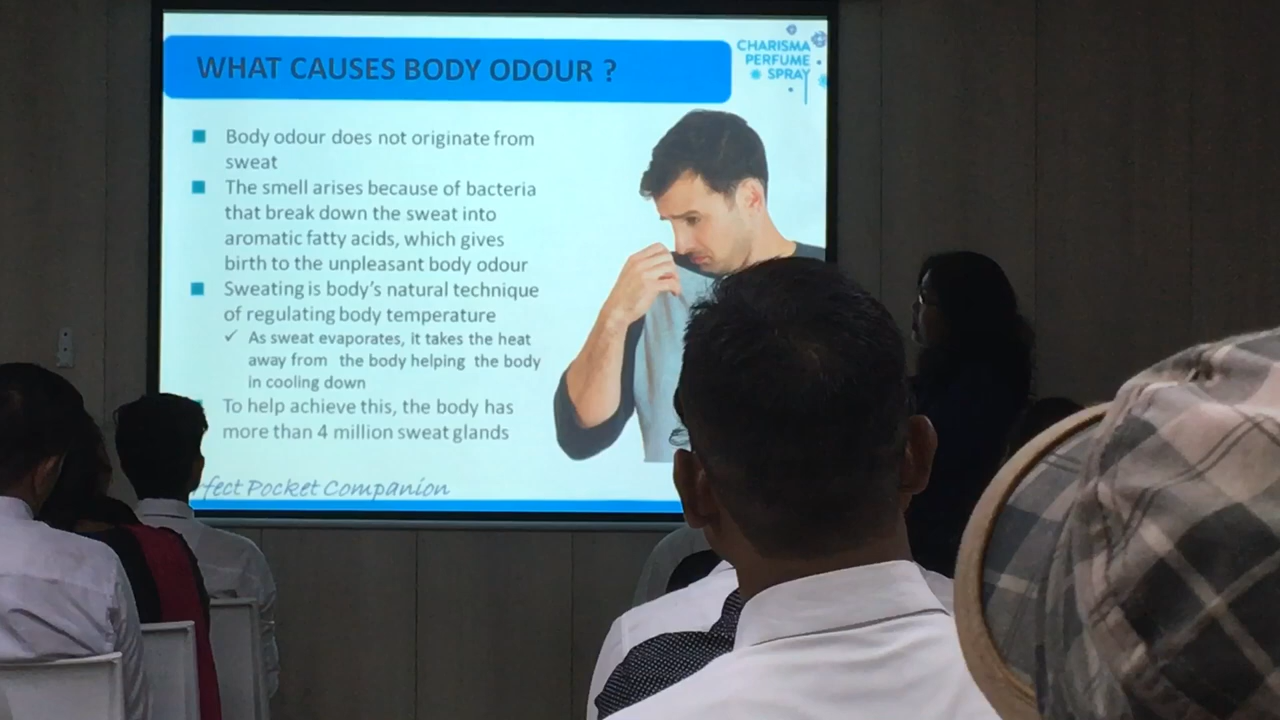 WHAT CAUSES BODY ODOUR ?
CHARISMA
PERFUME
SPRAY
Body odour does not originate from
sweat
The smell arises because of bacteria
that break down the sweat into
aromatic fatty acids, which gives
birth to the unpleasant body odour
Sweating is body's natural technique
of regulating body temperature
As sweat evaporates, it takes the heat
away from the body helping the body
in cooling down
To help achieve this, the body has
more than 4 million sweat glands
Pocket Companion